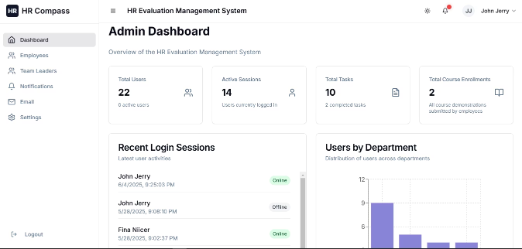 HR HR Compass
HR Evaluation Management System
JJ John Jerry
Dashboard
Employees
Team Leaders
Notifications
Email
Settings
Logout
Admin Dashboard
Overview of the HR Evaluation Management System
Total Users
22
0 active users
Active Sessions
14
Users currently logged in
Total Tasks
10
2 completed tasks
Total Course Enrollments
2
All course demonstrations
submitted by employees
Recent Login Sessions
Latest user activities
John Jerry
6/4/2025, 9:25:03 PM
Online
John Jerry
5/28/2025, 9:08:10 PM
Offline
Fina Niicer
5/28/2025, 9:02:37 PM
Online
Users by Department
Distribution of users across departments
12
9
6